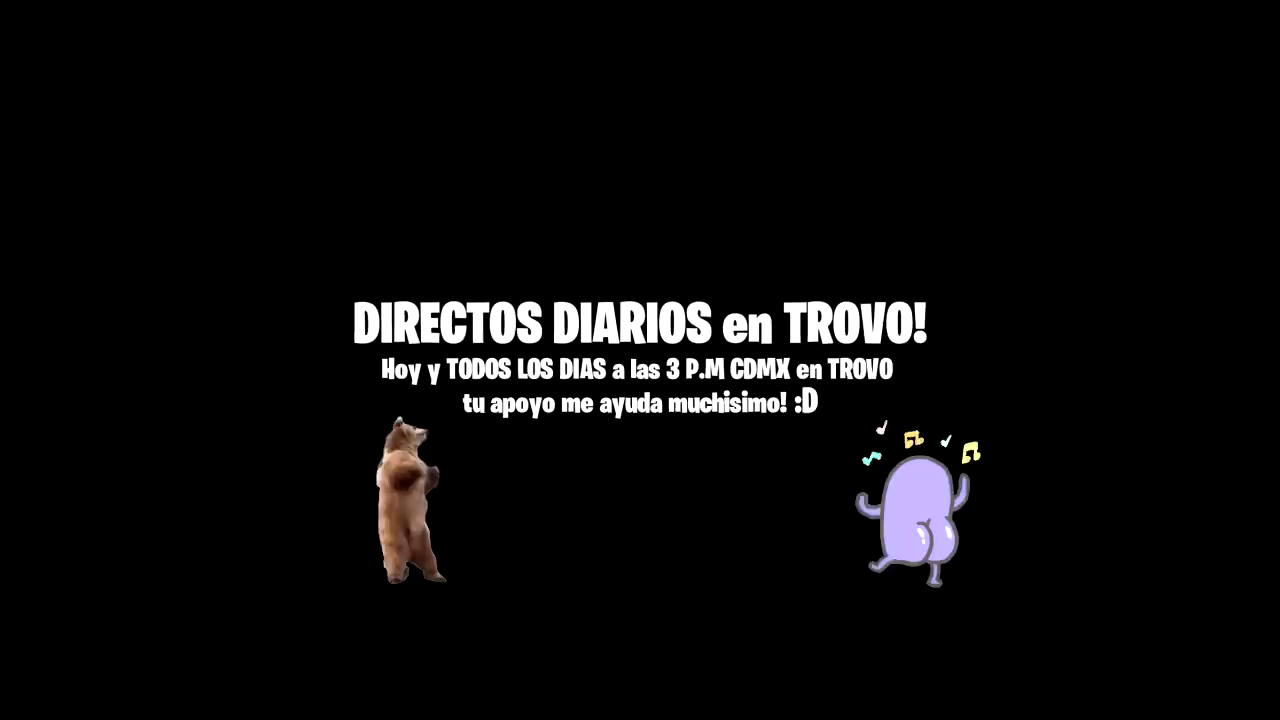 DIRECTOS DIARIOS en TROVO!
Hoy y TODOS LOS DIAS a las 3 P.M CDMX en TROVO
tu apoyo me ayuda muchisimo! :D